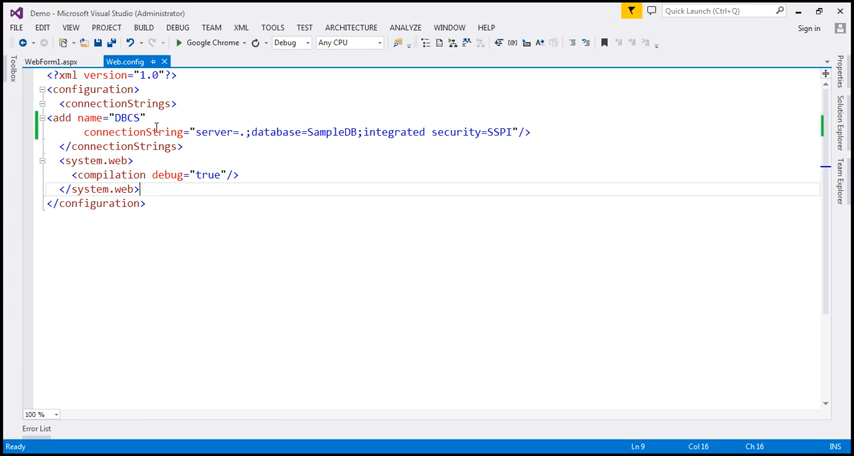 Demo - Microsoft Visual Studio (Administrator)
Quick Launch (Ctrl+Q)
FILE EDIT VIEW PROJECT BUILD DEBUG TEAM XML TOOLS TEST ARCHITECTURE ANALYZE WINDOW HELP
Sign in
Google Chrome Debug Any CPU
WebForm1.aspx Web.config
Toolbox
<?xml version="1.0"?>
<configuration>
<connectionStrings>
<add name="DBCS"
connectionString="server=.;database=SampleDB;integrated security=SSPI"/>
</connectionStrings>
<system.web>
<compilation debug="true"/>
</system.web>
</configuration>
Properties
Solution Explorer
Team Explorer
100 %
Error List
Ready Ln 9 Col 16 Ch 16 INS